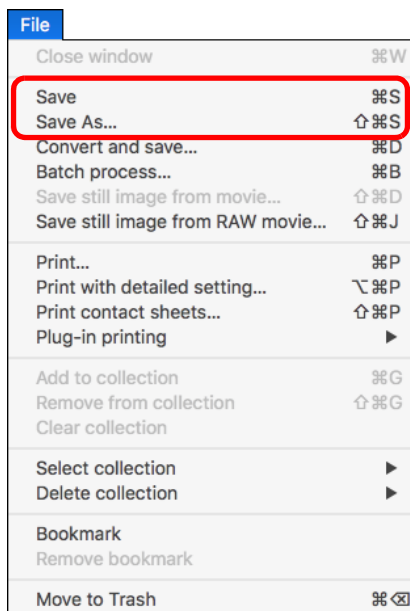 File
Close window ⌘W
Save ⌘S
Save As... ⇧⌘S
Convert and save... ⌘D
Batch process... ⌘B
Save still image from movie... ⇧⌘D
Save still image from RAW movie... ⇧⌘J
Print... ⌘P
Print with detailed setting... ⌥⌘P
Print contact sheets... ⇧⌘P
Plug-in printing ▶
Add to collection ⌘G
Remove from collection ⇧⌘G
Clear collection
Select collection ▶
Delete collection ▶
Bookmark
Remove bookmark
Move to Trash ⌘⌫